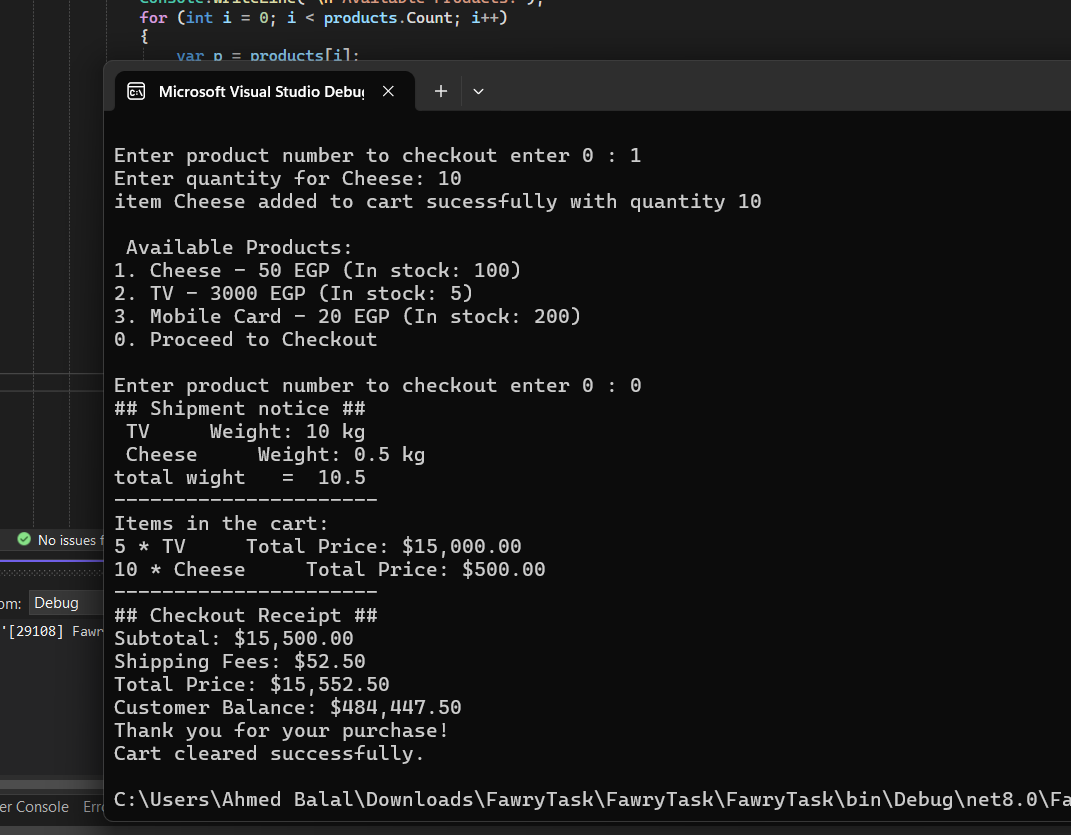 Console.WriteLine("\n Available Products:");
for (int i = 0; i < products.Count; i++)
{
var p = products[i];
Microsoft Visual Studio Debug
Enter product number to checkout enter 0 : 1
Enter quantity for Cheese: 10
item Cheese added to cart sucessfully with quantity 10
Available Products:
1. Cheese - 50 EGP (In stock: 100)
2. TV - 3000 EGP (In stock: 5)
3. Mobile Card - 20 EGP (In stock: 200)
0. Proceed to Checkout
Enter product number to checkout enter 0 : 0
## Shipment notice ##
TV     Weight: 10 kg
Cheese     Weight: 0.5 kg
total wight   =  10.5
----------------------
Items in the cart:
5 * TV     Total Price: $15,000.00
10 * Cheese     Total Price: $500.00
----------------------
## Checkout Receipt ##
Subtotal: $15,500.00
Shipping Fees: $52.50
Total Price: $15,552.50
Customer Balance: $484,447.50
Thank you for your purchase!
Cart cleared successfully.
C:\Users\Ahmed Balal\Downloads\FawryTask\FawryTask\FawryTask\bin\Debug\net8.0\Fa
No issues f
om: Debug
'[29108] Fawr
er Console Erro